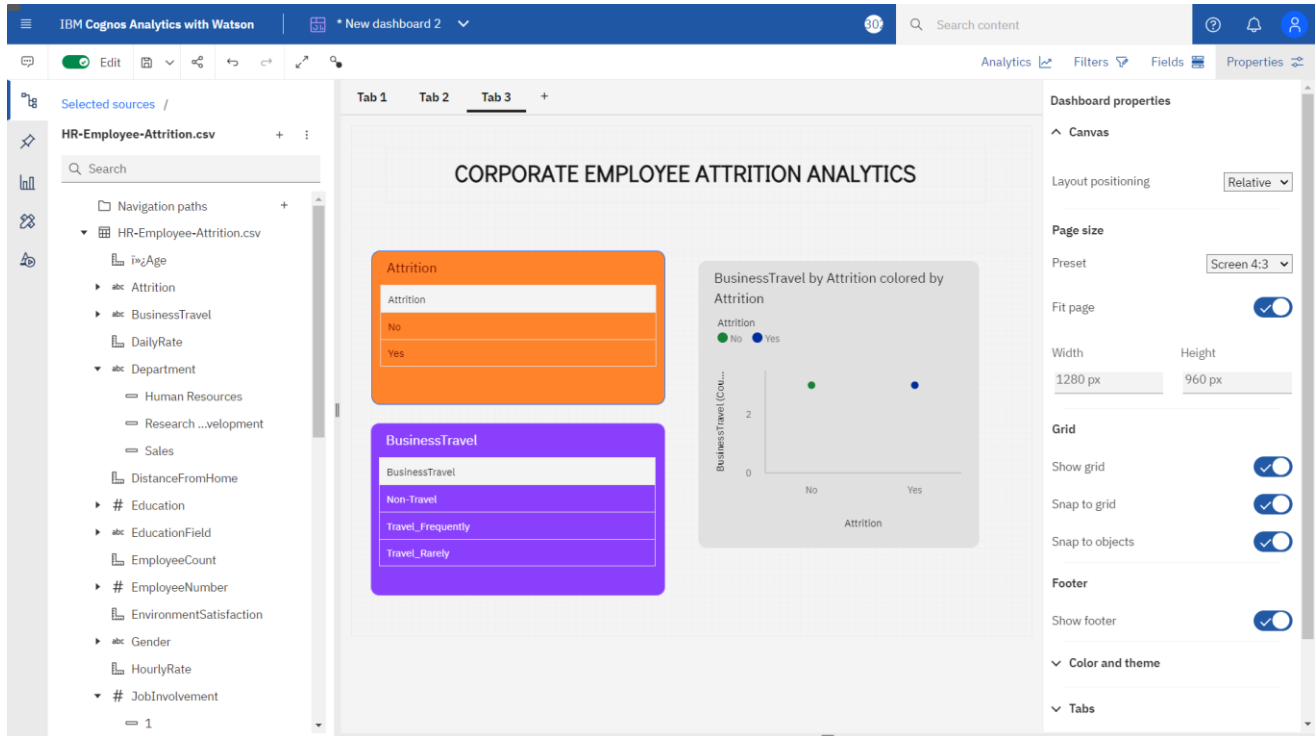 IBM Cognos Analytics with Watson
* New dashboard 2
Search content
Edit
Analytics
Filters
Fields
Properties
Selected sources /
HR-Employee-Attrition.csv
Search
Navigation paths
HR-Employee-Attrition.csv
ï»¿Age
abc Attrition
abc BusinessTravel
DailyRate
abc Department
Human Resources
Research ...velopment
Sales
DistanceFromHome
# Education
abc EducationField
EmployeeCount
# EmployeeNumber
EnvironmentSatisfaction
abc Gender
HourlyRate
# JobInvolvement
1
Tab 1
Tab 2
Tab 3
+
CORPORATE EMPLOYEE ATTRITION ANALYTICS
Attrition
Attrition
No
Yes
BusinessTravel
BusinessTravel
Non-Travel
Travel_Frequently
Travel_Rarely
BusinessTravel by Attrition colored by
Attrition
Attrition
No Yes
BusinessTravel (Cou...
2
0
No
Yes
Attrition
Dashboard properties
Canvas
Layout positioning
Relative
Page size
Preset
Screen 4:3
Fit page
Width
Height
1280 px
960 px
Grid
Show grid
Snap to grid
Snap to objects
Footer
Show footer
Color and theme
Tabs